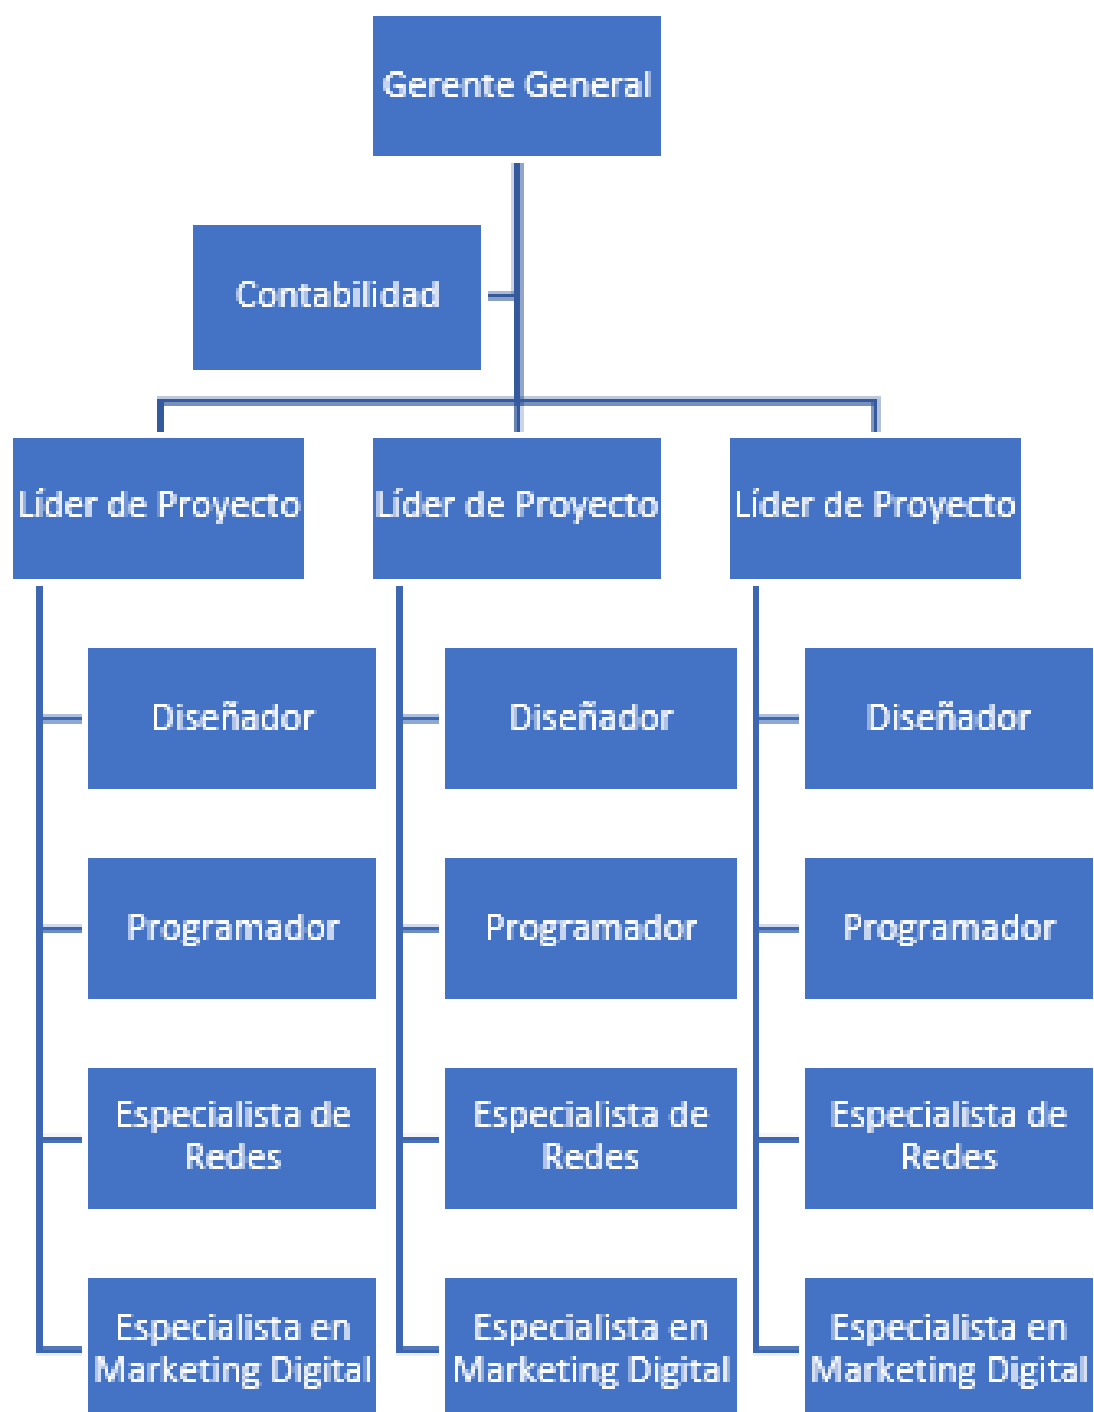 Gerente General
Contabilidad
Líder de Proyecto
Líder de Proyecto
Líder de Proyecto
Diseñador
Diseñador
Diseñador
Programador
Programador
Programador
Especialista de
Redes
Especialista de
Redes
Especialista de
Redes
Especialista en
Marketing Digital
Especialista en
Marketing Digital
Especialista en
Marketing Digital